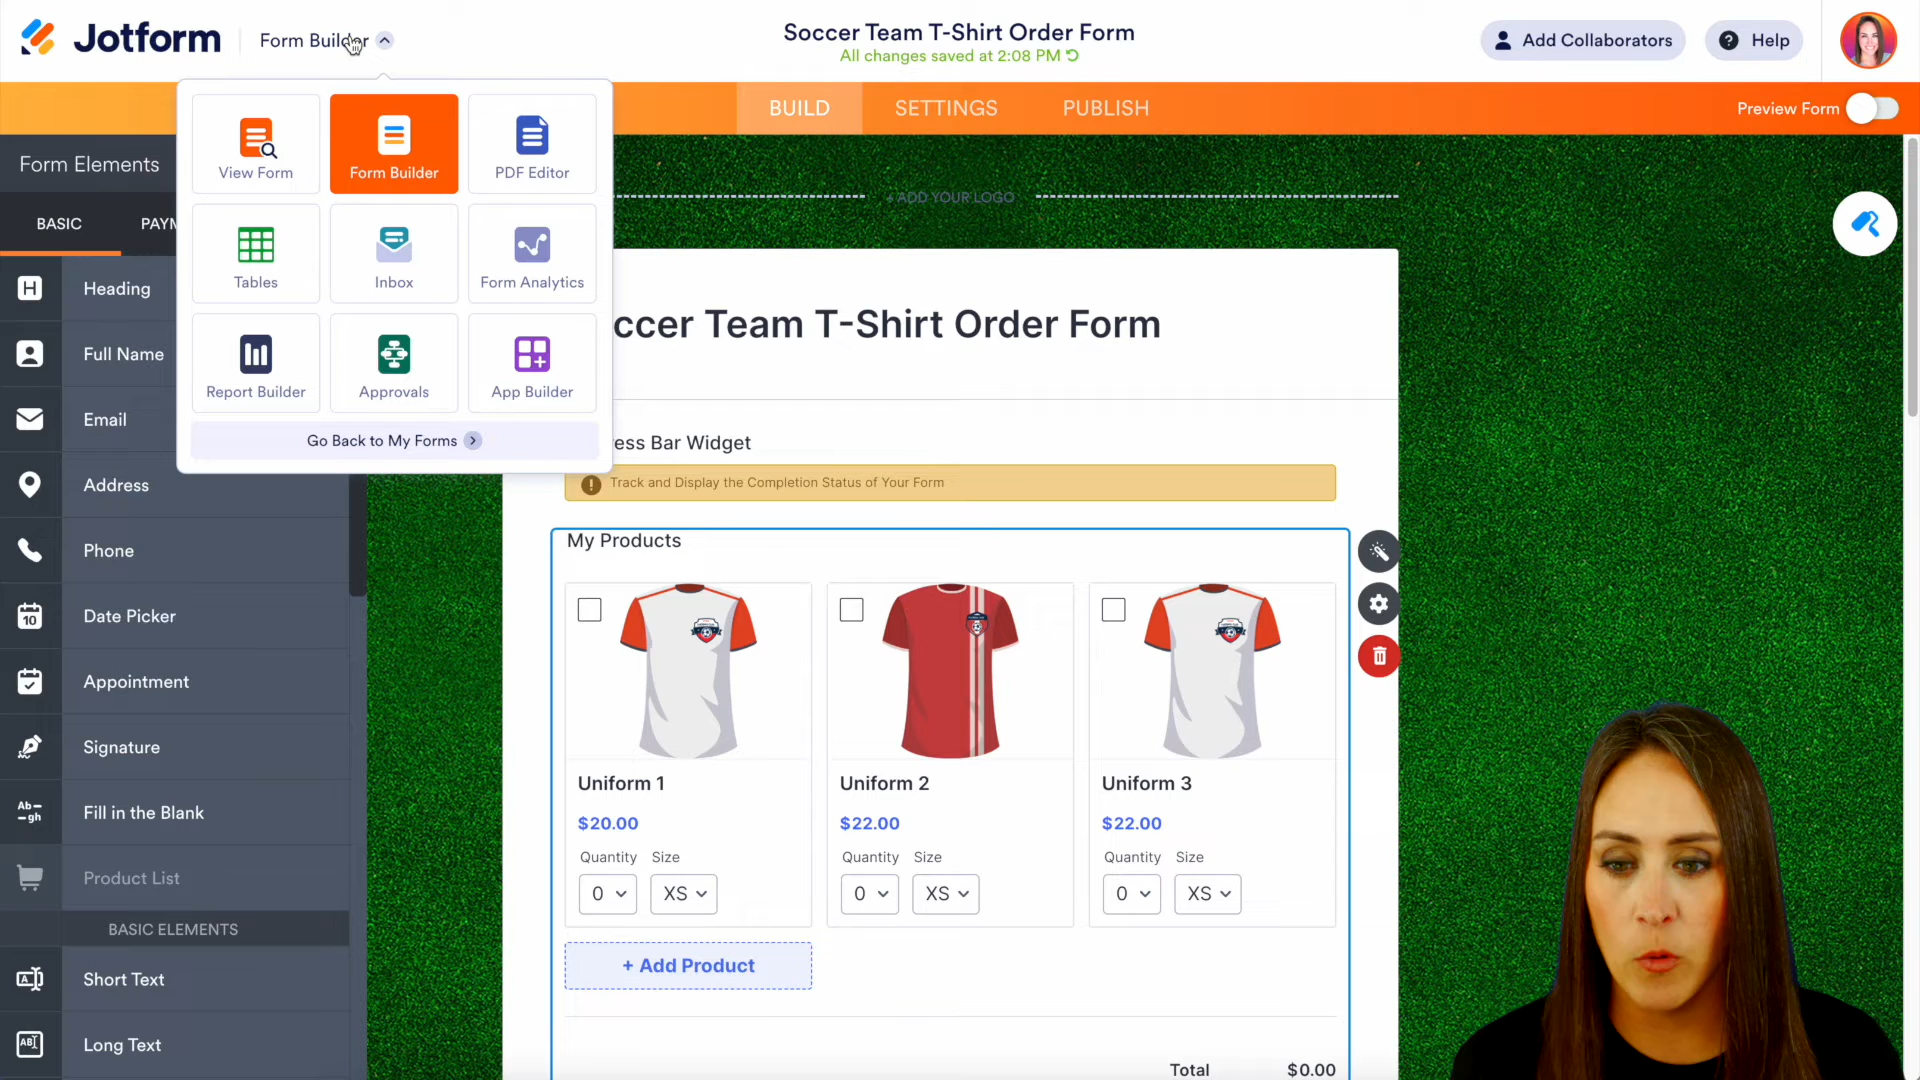 Jotform
Form Builder
Soccer Team T-Shirt Order Form
All changes saved at 2:08 PM
Add Collaborators
Help
BUILD
SETTINGS
PUBLISH
Preview Form
View Form
Form Builder
PDF Editor
Tables
Inbox
Form Analytics
Report Builder
Approvals
App Builder
Go Back to My Forms
Form Elements
BASIC
PAYM
Heading
Full Name
Email
Address
Phone
10
Date Picker
Appointment
Signature
Ab
gh
Fill in the Blank
Product List
BASIC ELEMENTS
Short Text
Long Text
+ ADD YOUR LOGO
ccer Team T-Shirt Order Form
ess Bar Widget
Track and Display the Completion Status of Your Form
My Products
Uniform 1
$20.00
Quantity Size
0 XS
Uniform 2
$22.00
Quantity Size
0 XS
Uniform 3
$22.00
Quantity Size
0 XS
+ Add Product
Total $0.00